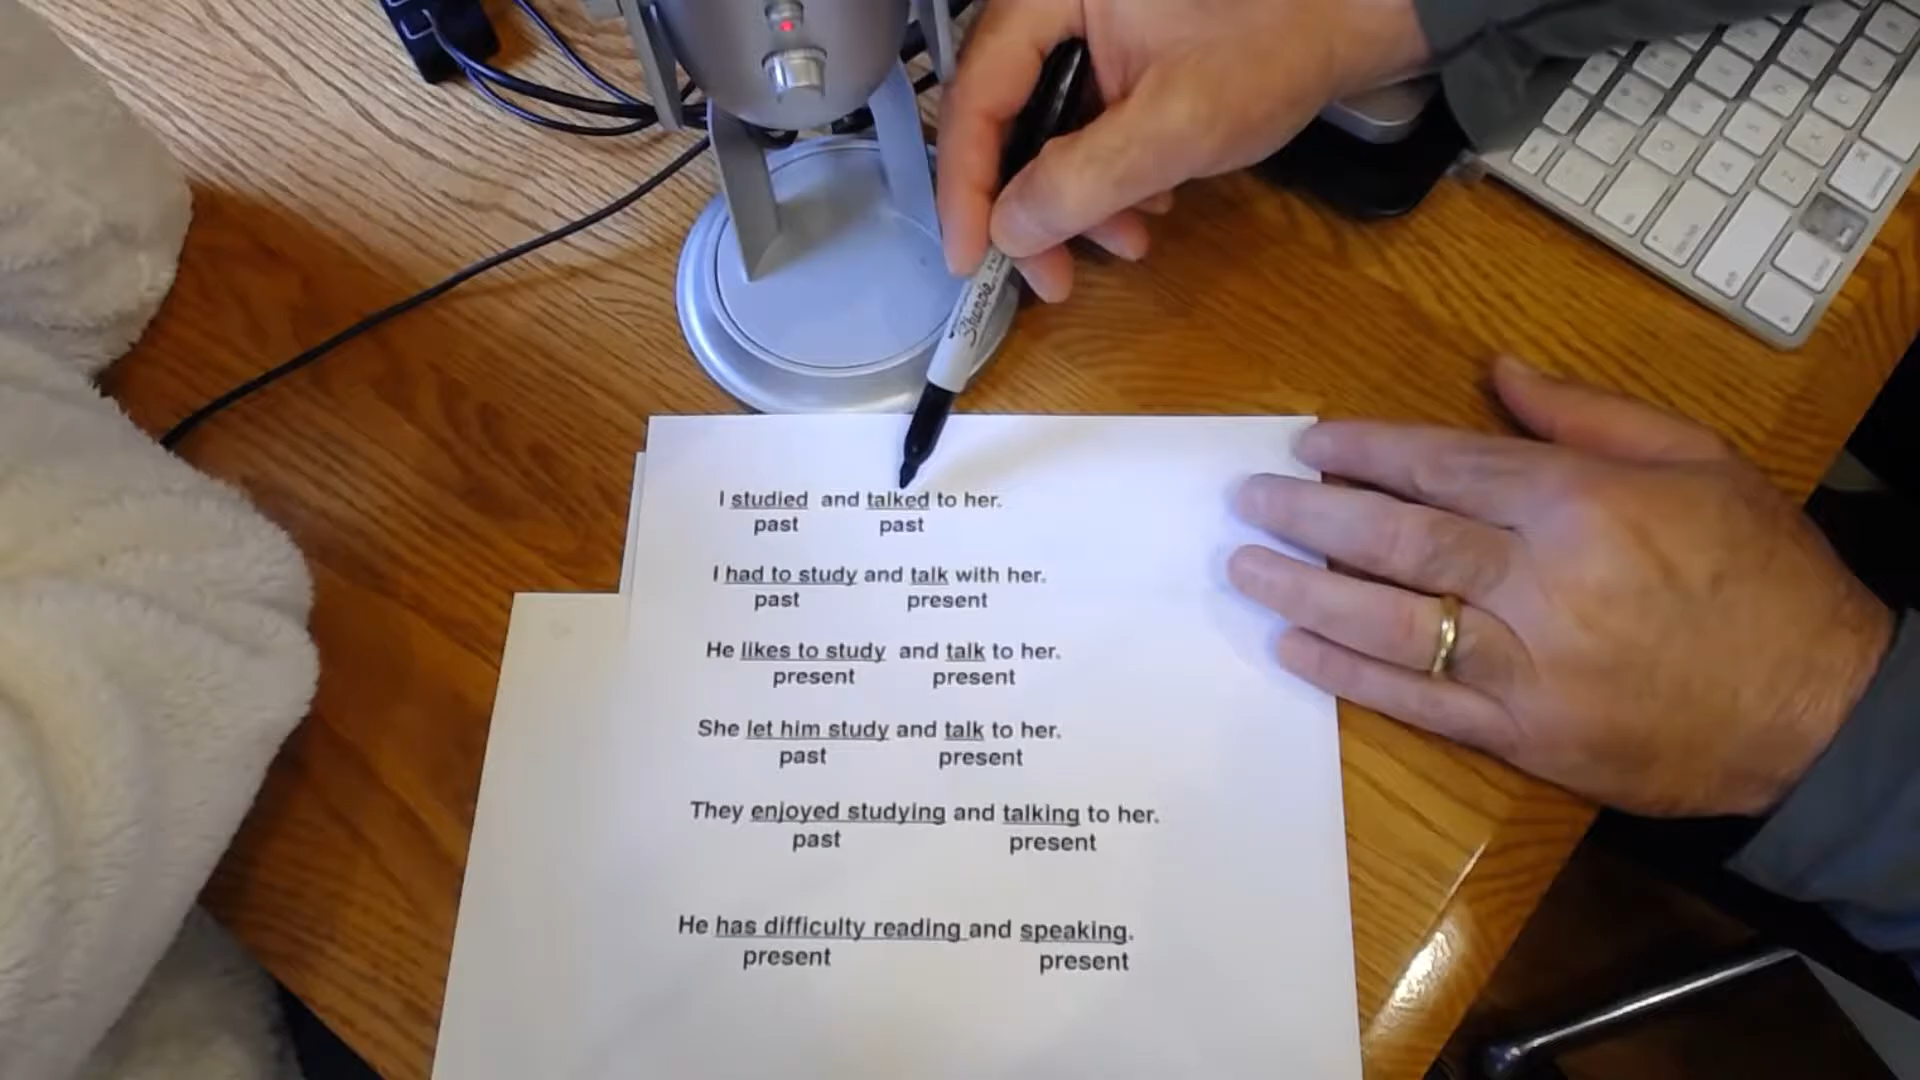 Sharpie
I studied and talked to her.
past past
I had to study and talk with her.
past present
He likes to study and talk to her.
present present
She let him study and talk to her.
past present
They enjoyed studying and talking to her.
past present
He has difficulty reading and speaking.
present present